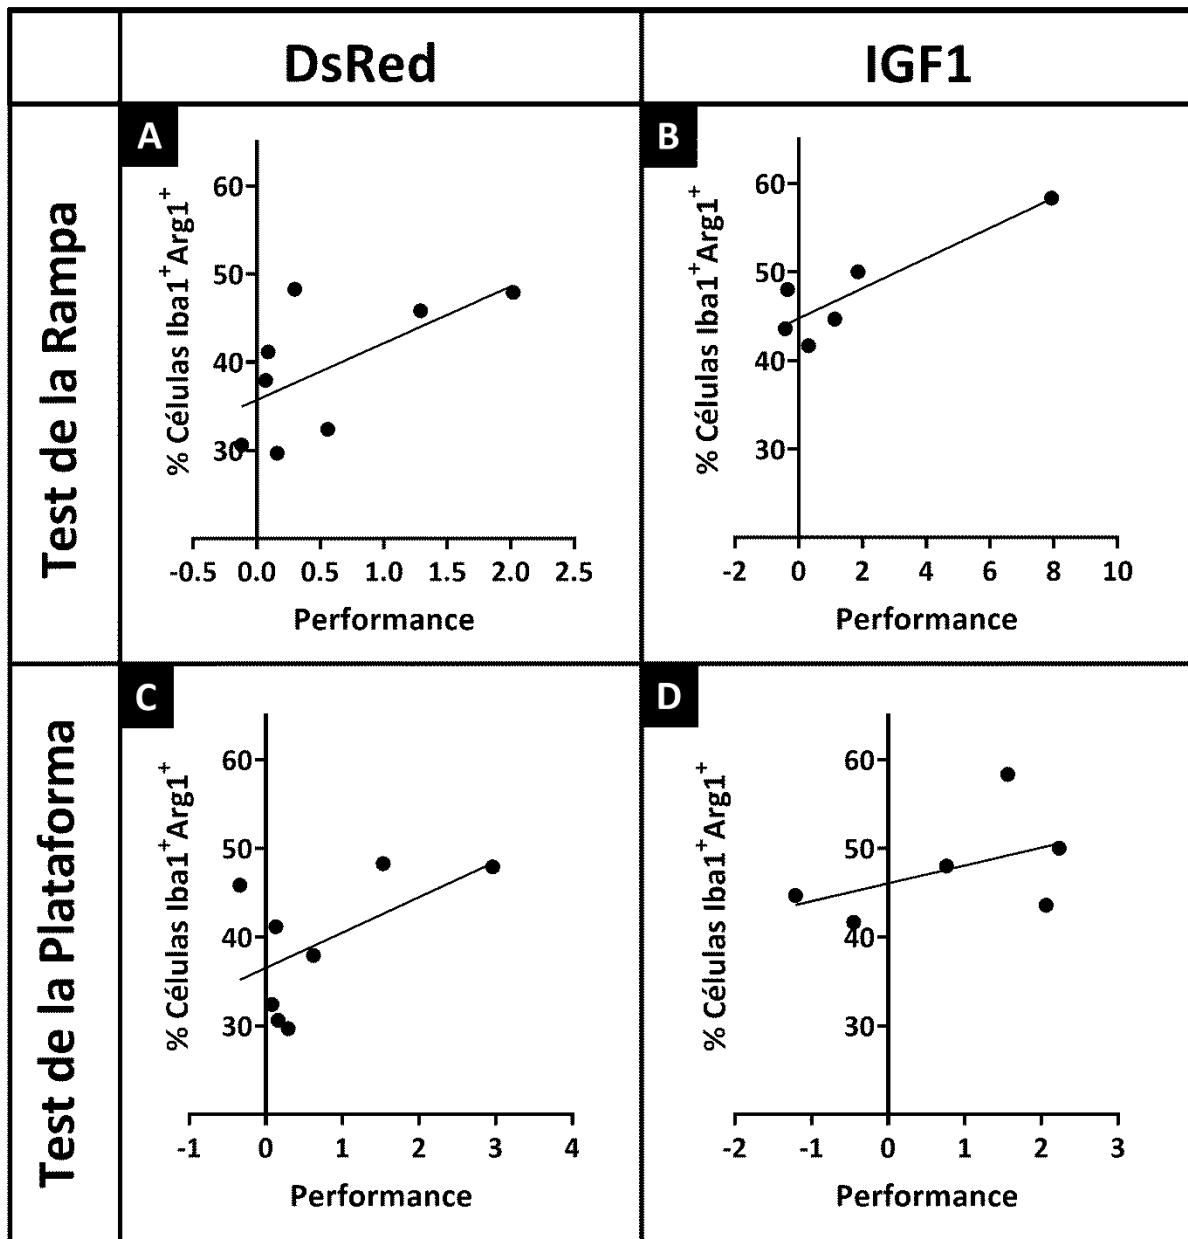 DsRed
IGF1
Test de la Rampa
A
% Células Iba1⁺Arg1⁺
60
50
40
30
-0.5 0.0 0.5 1.0 1.5 2.0 2.5
Performance
B
% Células Iba1⁺Arg1⁺
60
50
40
30
-2 0 2 4 6 8 10
Performance
Test de la Plataforma
C
% Células Iba1⁺Arg1⁺
60
50
40
30
-1 0 1 2 3 4
Performance
D
% Células Iba1⁺Arg1⁺
60
50
40
30
-2 -1 0 1 2 3
Performance